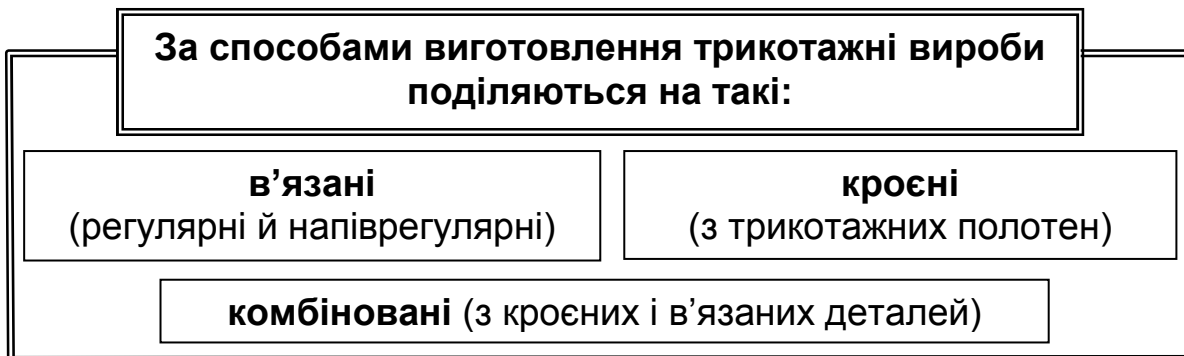 За способами виготовлення трикотажні вироби
поділяються на такі:
в’язані
(регулярні й напіврегулярні)
кроєні
(з трикотажних полотен)
комбіновані (з кроєних і в’язаних деталей)